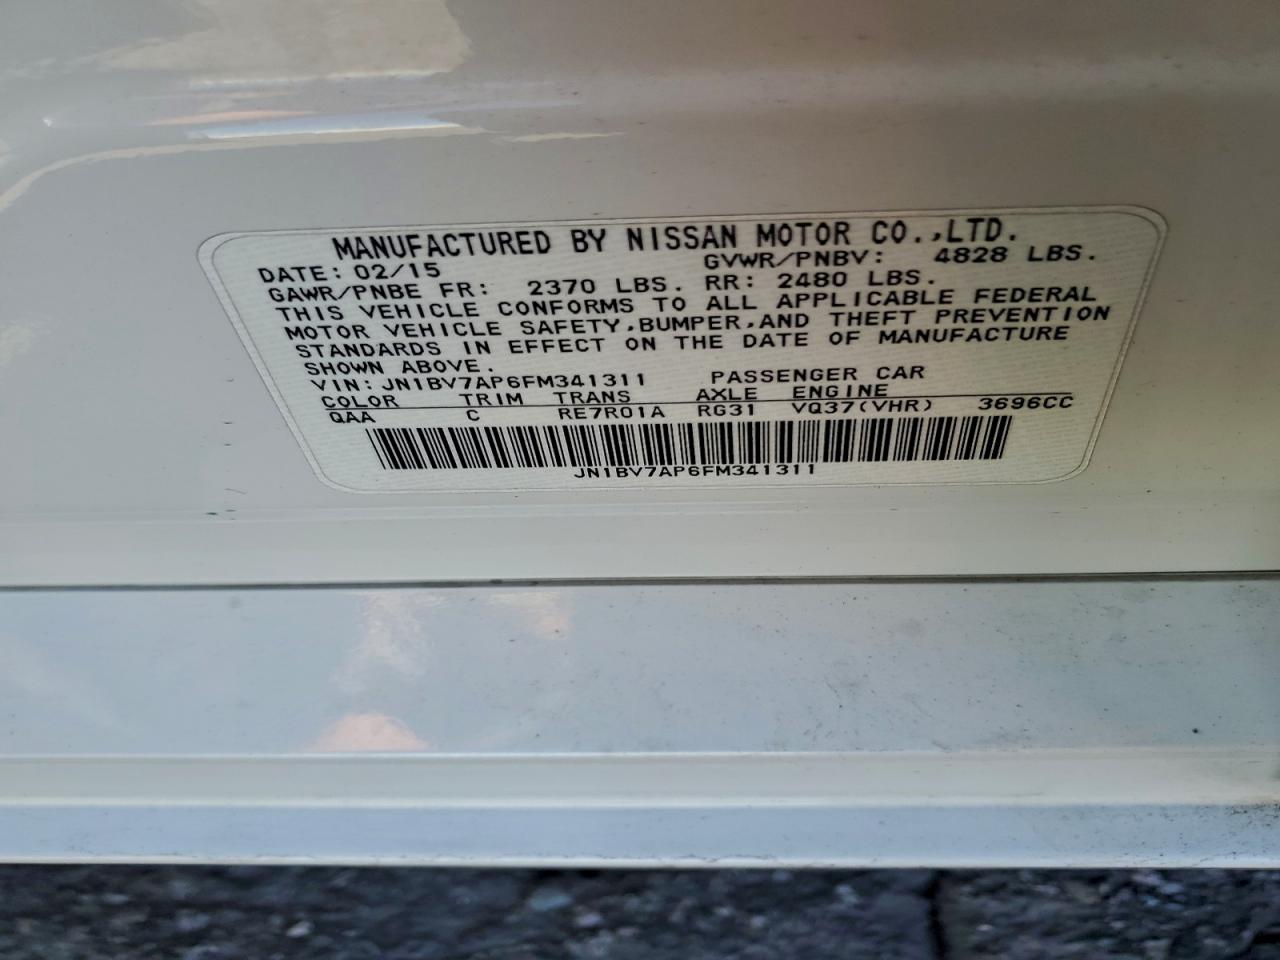 MANUFACTURED BY NISSAN MOTOR CO.,LTD.
DATE: 02/15 GVWR/PNBV: 4828 LBS.
GAWR/PNBE FR: 2370 LBS. RR: 2480 LBS.
THIS VEHICLE CONFORMS TO ALL APPLICABLE FEDERAL
MOTOR VEHICLE SAFETY,BUMPER,AND THEFT PREVENTION
STANDARDS IN EFFECT ON THE DATE OF MANUFACTURE
SHOWN ABOVE.
VIN: JN1BV7AP6FM341311 PASSENGER CAR
COLOR TRIM TRANS AXLE ENGINE
QAA C RE7R01A RG31 VQ37(VHR) 3696CC
JN1BV7AP6FM341311